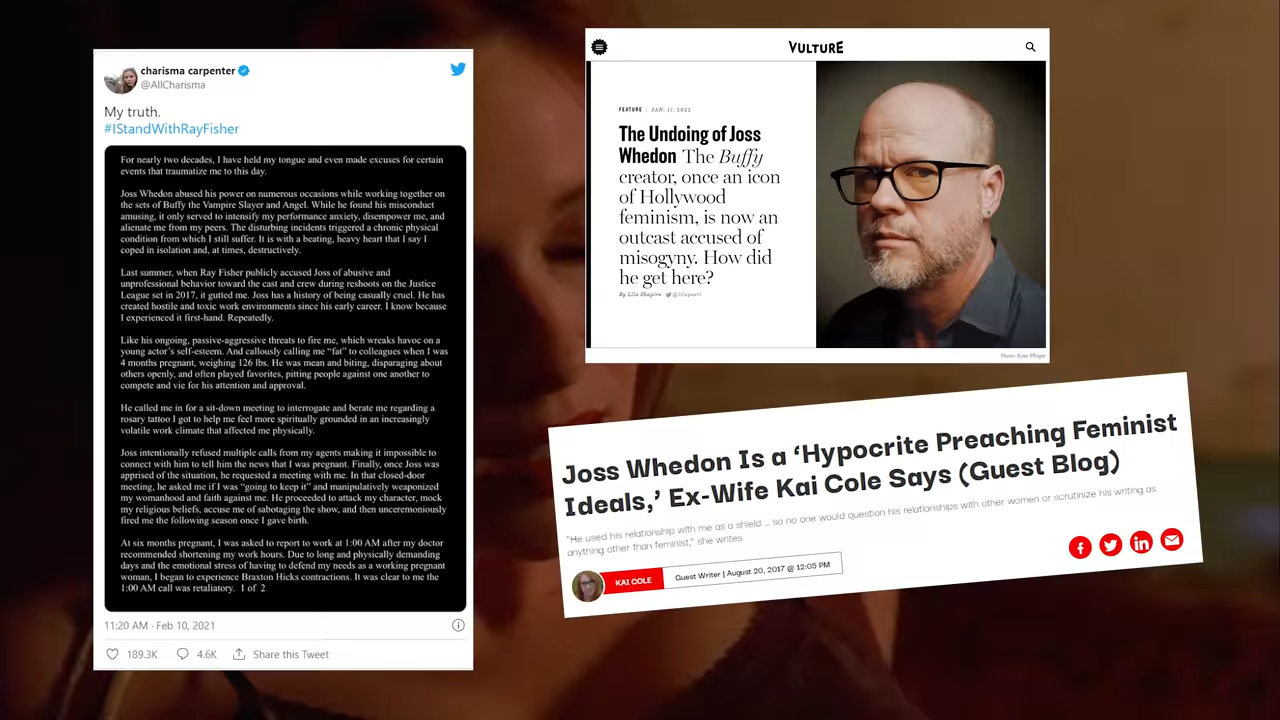 charisma carpenter
@AllCharisma
My truth.
#IStandWithRayFisher
For nearly two decades, I have held my tongue and even made excuses for certain
events that traumatize me to this day.
Joss Whedon abused his power on numerous occasions while working together on
the sets of Buffy the Vampire Slayer and Angel. While he found his misconduct
amusing, it only served to intensify my performance anxiety, disempower me, and
alienate me from my peers. The disturbing incidents triggered a chronic physical
condition from which I still suffer. It is with a beating, heavy heart that I say I
coped in isolation and, at times, destructively.
Last summer, when Ray Fisher publicly accused Joss of abusive and
unprofessional behavior toward the cast and crew during reshoots on the Justice
League set in 2017, it gutted me. Joss has a history of being casually cruel. He has
created hostile and toxic work environments since his early career. I know because
I experienced it first-hand. Repeatedly.
Like his ongoing, passive-aggressive threats to fire me, which wreaks havoc on a
young actor's self-esteem. And callously calling me "fat" to colleagues when I was
4 months pregnant, weighing 126 lbs. He was mean and biting, disparaging about
others openly, and often played favorites, pitting people against one another to
compete and vie for his attention and approval.
He called me in for a sit-down meeting to interrogate and berate me regarding a
rosary tattoo I got to help me feel more spiritually grounded in an increasingly
volatile work climate that affected me physically.
Joss intentionally refused multiple calls from my agents making it impossible to
connect with him to tell him the news that I was pregnant. Finally, once Joss was
apprised of the situation, he requested a meeting with me. In that closed-door
meeting, he asked me if I was "going to keep it" and manipulatively weaponized
my womanhood and faith against me. He proceeded to attack my character, mock
my religious beliefs, accuse me of sabotaging the show, and then unceremoniously
fired me the following season once I gave birth.
At six months pregnant, I was asked to report to work at 1:00 AM after my doctor
recommended shortening my work hours. Due to long and physically demanding
days and the emotional stress of having to defend my needs as a working pregnant
woman, I began to experience Braxton Hicks contractions. It was clear to me the
1:00 AM call was retaliatory. 1 of 2
11:20 AM · Feb 10, 2021
189.3K 4.6K Share this Tweet
VULTURE
FEATURE | JAN. 17, 2022
The Undoing of Joss
Whedon The Buffy
creator, once an icon
of Hollywood
feminism, is now an
outcast accused of
misogyny. How did
he get here?
By Lila Shapiro @lilapearl
Photo: Ryan Pfluger
Joss Whedon Is a ‘Hypocrite Preaching Feminist
Ideals,’ Ex-Wife Kai Cole Says (Guest Blog)
"He used his relationship with me as a shield … so no one would question his relationships with other women or scrutinize his writing as
anything other than feminist," she writes
KAI COLE Guest Writer | August 20, 2017 @ 12:05 PM